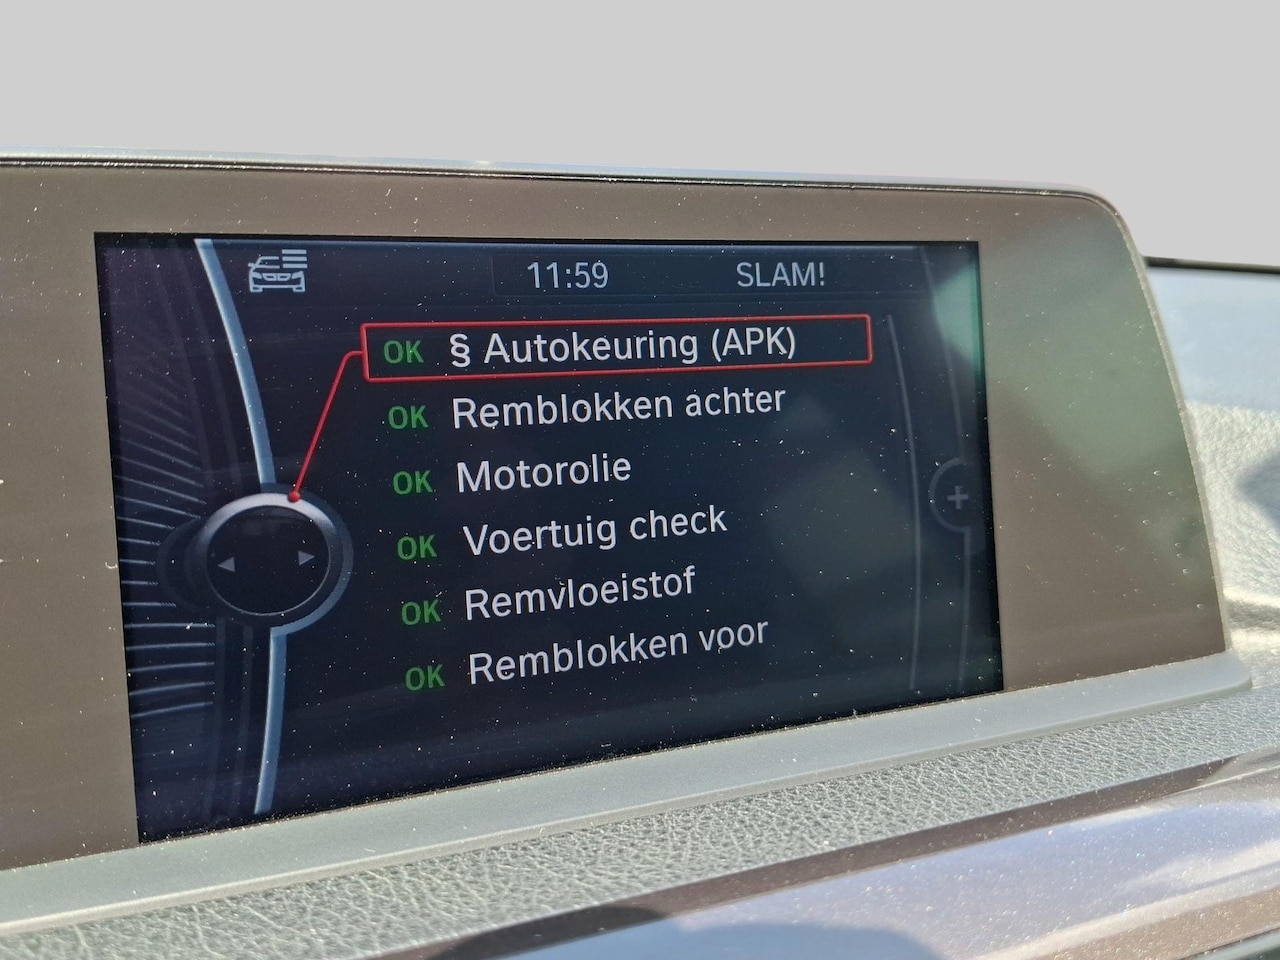 11:59 SLAM!
OK § Autokeuring (APK)
OK Remblokken achter
OK Motorolie
OK Voertuig check
OK Remvloeistof
OK Remblokken voor